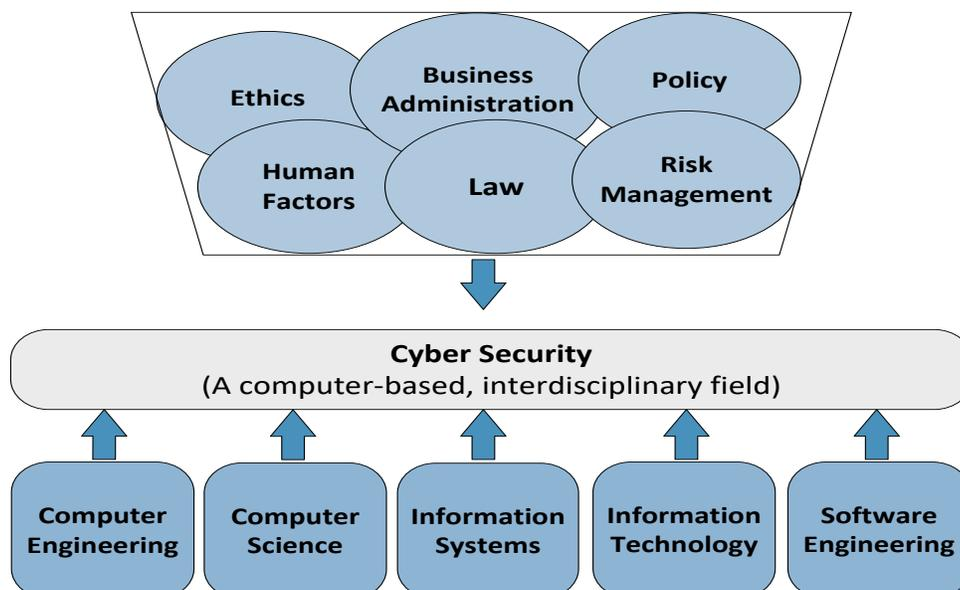 Ethics
Business
Administration
Policy
Human
Factors
Law
Risk
Management
Cyber Security
(A computer-based, interdisciplinary field)
Computer
Engineering
Computer
Science
Information
Systems
Information
Technology
Software
Engineering